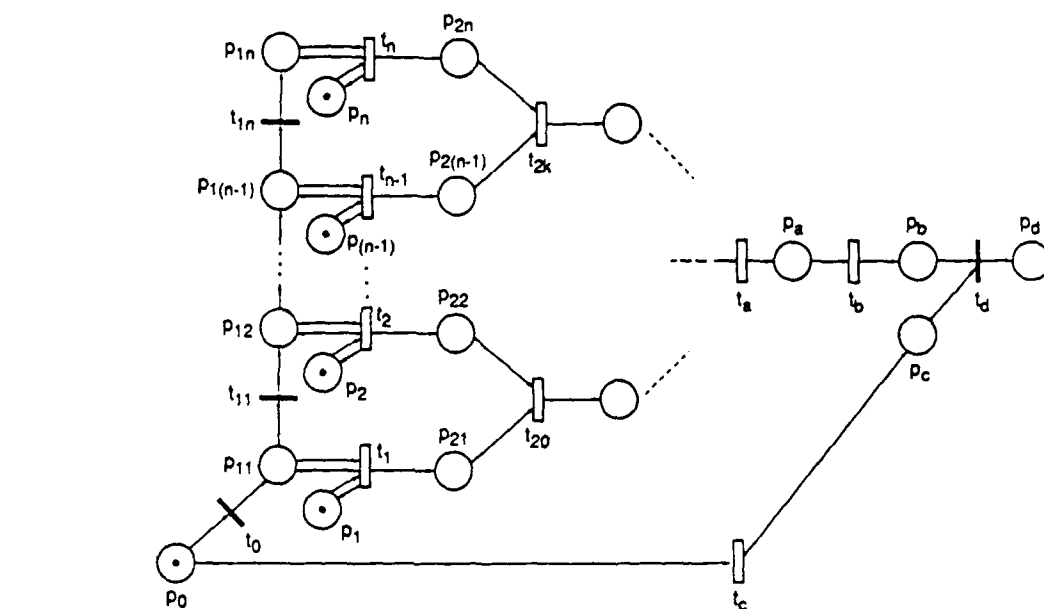 p1n tn p2n
pn
t1n
t2k
p1(n-1) tn-1 p2(n-1)
p(n-1)
pa pb pd
ta tb td
p12 t2 p22
p2
pc
t11
t20
p11 t1 p21
p1
t0
p0
tc